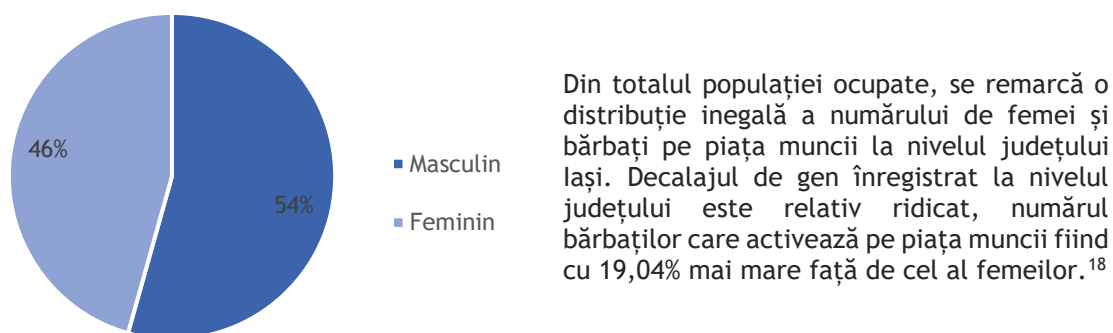 46%
54%
Masculin
Feminin
Din totalul populației ocupate, se remarcă o
distribuție inegală a numărului de femei și
bărbați pe piața muncii la nivelul județului
Iași. Decalajul de gen înregistrat la nivelul
județului este relativ ridicat, numărul
bărbaților care activează pe piața muncii fiind
cu 19,04% mai mare față de cel al femeilor.18